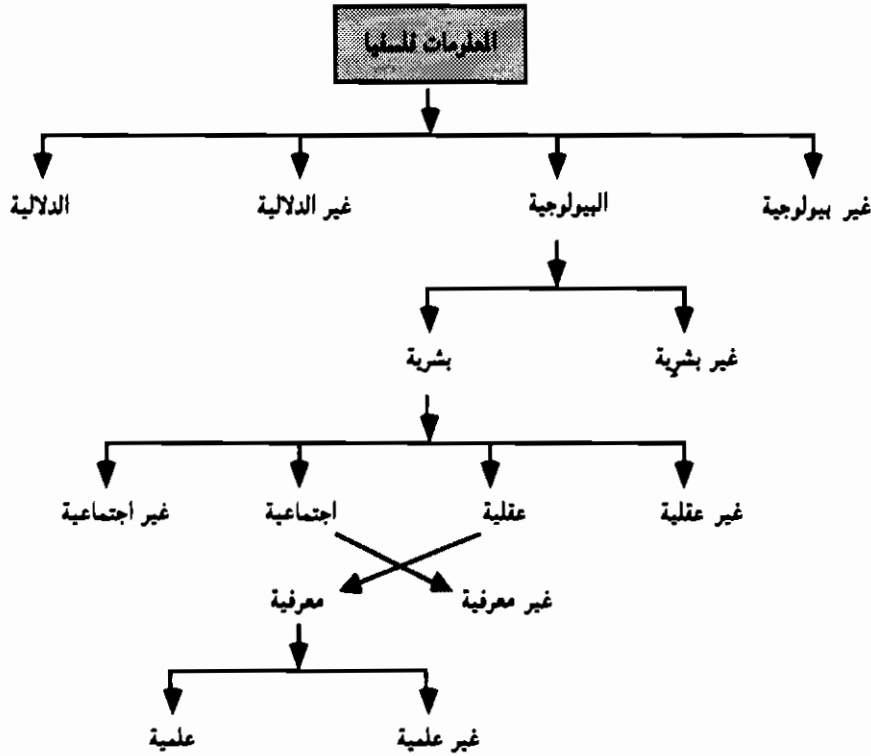 المعلومات فلسفيا
غير بيولوجية
البيولوجية
غير الدلالية
الدلالية
غير بشرية
بشرية
غير عقلية
عقلية
اجتماعية
غير اجتماعية
غير معرفية
معرفية
غير علمية
علمية